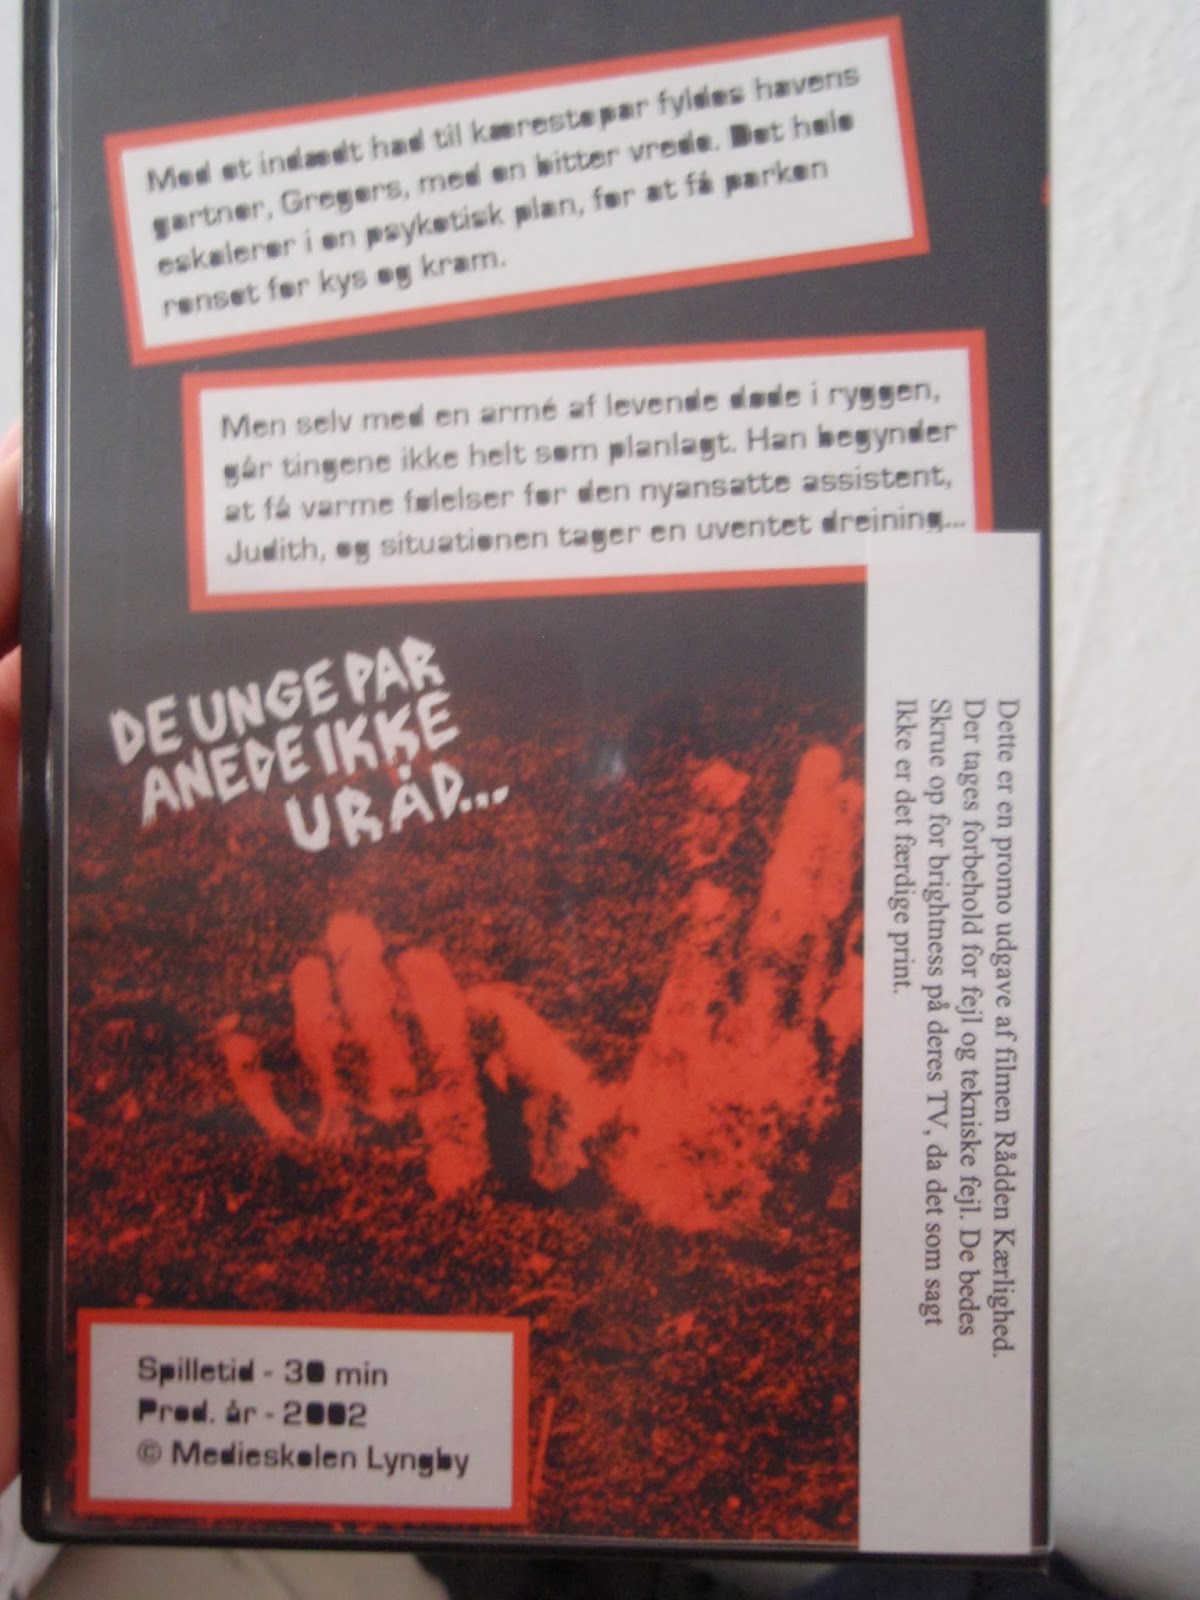 Med et indædt had til kærestepar fyldes havens
gartner, Gregers, med en bitter vrede. Det hele
eskalerer i en psykotisk plan, for at få parken
renset for kys og kram.
Men selv med en armé af levende døde i ryggen,
går tingene ikke helt som planlagt. Han begynder
at få varme følelser for den nyansatte assistent,
Judith, og situationen tager en uventet drejning...
DE UNGE PAR
ANEDE IKKE
URÅD...
Dette er en promo udgave af filmen Rådden Kærlighed.
Der tages forbehold for fejl og tekniske fejl. De bedes
Skrue op for brightness på deres TV, da det som sagt
Ikke er det færdige print.
Spilletid - 30 min
Prod. år - 2002
© Medieskolen Lyngby